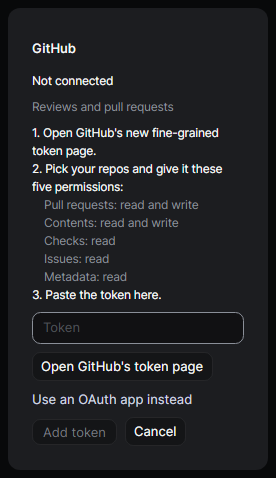 GitHub
Not connected
Reviews and pull requests
1. Open GitHub's new fine-grained
token page.
2. Pick your repos and give it these
five permissions:
Pull requests: read and write
Contents: read and write
Checks: read
Issues: read
Metadata: read
3. Paste the token here.
Token
Open GitHub's token page
Use an OAuth app instead
Add token
Cancel